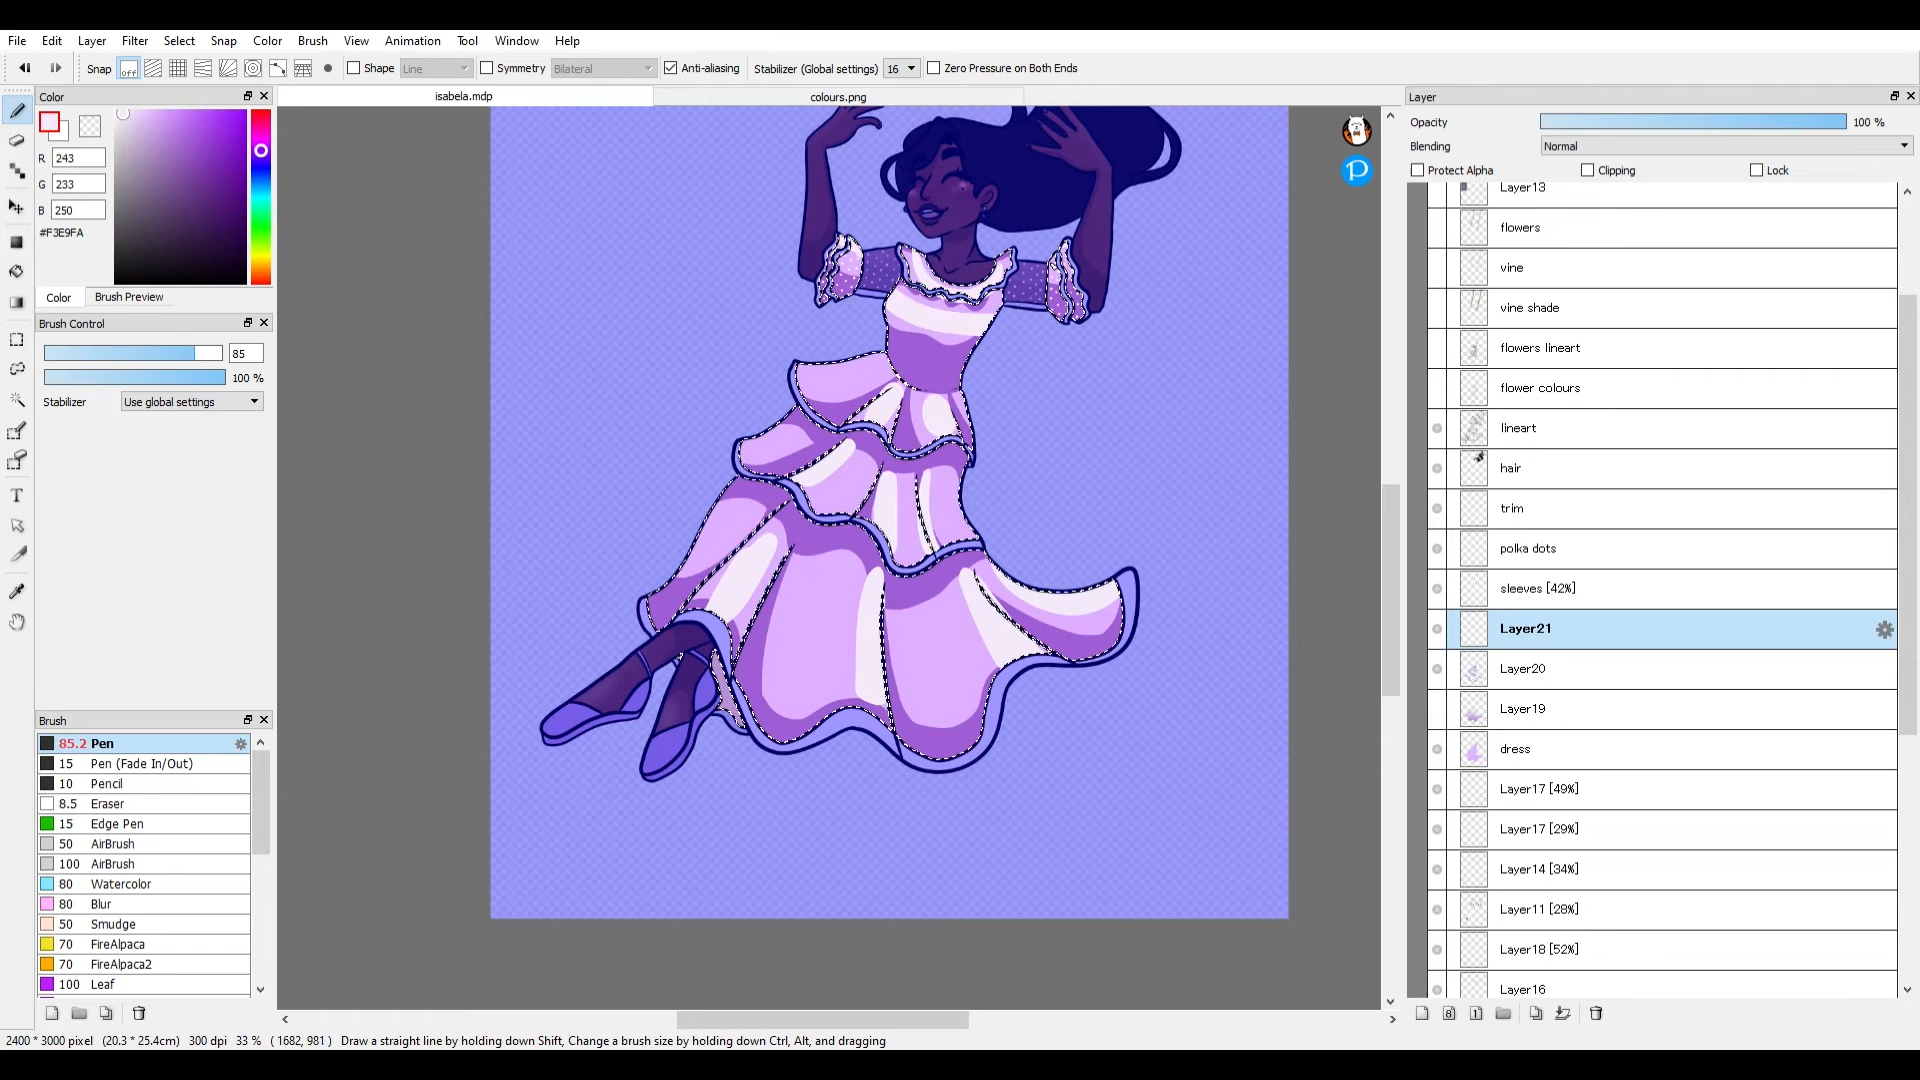 File Edit Layer Filter Select Snap Color Brush View Animation Tool Window Help
Snap off Shape Line Symmetry Bilateral Anti-aliasing Stabilizer (Global settings) 16 Zero Pressure on Both Ends
Color
isabela.mdp
colours.png
R 243
G 233
B 250
#F3E9FA
Color Brush Preview
Brush Control
85
100 %
Stabilizer Use global settings
Brush
85.2 Pen
15 Pen (Fade In/Out)
10 Pencil
8.5 Eraser
15 Edge Pen
50 AirBrush
100 AirBrush
80 Watercolor
80 Blur
50 Smudge
70 FireAlpaca
70 FireAlpaca2
100 Leaf
P
Layer
Opacity 100 %
Blending Normal
Protect Alpha Clipping Lock
Layer13
flowers
vine
vine shade
flowers lineart
flower colours
lineart
hair
trim
polka dots
sleeves [42%]
Layer21
Layer20
Layer19
dress
Layer17 [49%]
Layer17 [29%]
Layer14 [34%]
Layer11 [28%]
Layer18 [52%]
Layer16
8 1
2400 * 3000 pixel (20.3 * 25.4cm) 300 dpi 33 % ( 1682, 981 ) Draw a straight line by holding down Shift, Change a brush size by holding down Ctrl, Alt, and dragging